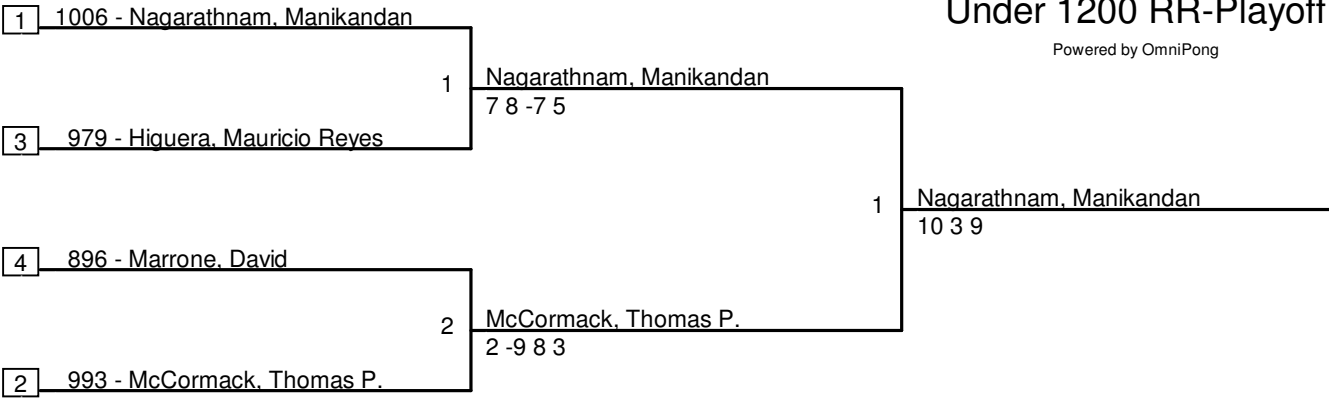 Under 1200 RR-Playoff
Powered by OmniPong
1 1006 - Nagarathnam, Manikandan
1 Nagarathnam, Manikandan
7 8 -7 5
3 979 - Higuera, Mauricio Reyes
1 Nagarathnam, Manikandan
10 3 9
4 896 - Marrone, David
2 McCormack, Thomas P.
2 -9 8 3
2 993 - McCormack, Thomas P.